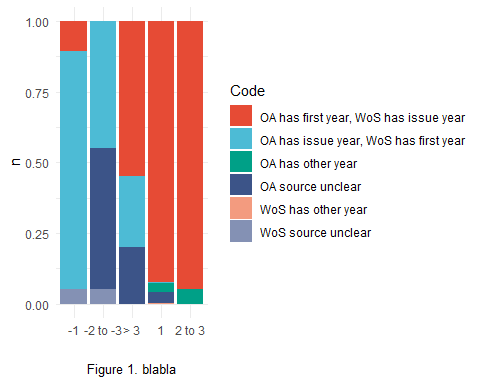 1.00
0.75
0.50
0.25
0.00
n
-1 -2 to -3 > 3 1 2 to 3
Figure 1. blabla
Code
OA has first year, WoS has issue year
OA has issue year, WoS has first year
OA has other year
OA source unclear
WoS has other year
WoS source unclear